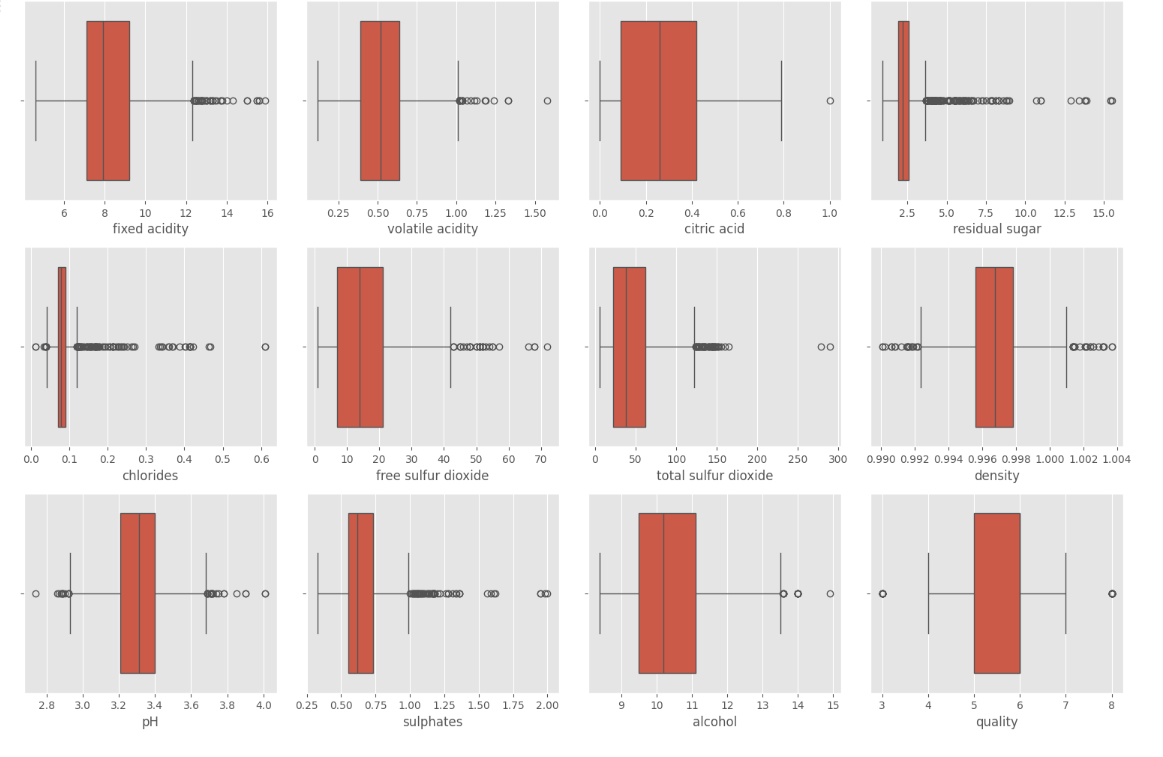 6 8 10 12 14 16
fixed acidity
0.25 0.50 0.75 1.00 1.25 1.50
volatile acidity
0.0 0.2 0.4 0.6 0.8 1.0
citric acid
2.5 5.0 7.5 10.0 12.5 15.0
residual sugar
0.0 0.1 0.2 0.3 0.4 0.5 0.6
chlorides
0 10 20 30 40 50 60 70
free sulfur dioxide
0 50 100 150 200 250 300
total sulfur dioxide
0.990 0.992 0.994 0.996 0.998 1.000 1.002 1.004
density
2.8 3.0 3.2 3.4 3.6 3.8 4.0
pH
0.25 0.50 0.75 1.00 1.25 1.50 1.75 2.00
sulphates
9 10 11 12 13 14 15
alcohol
3 4 5 6 7 8
quality